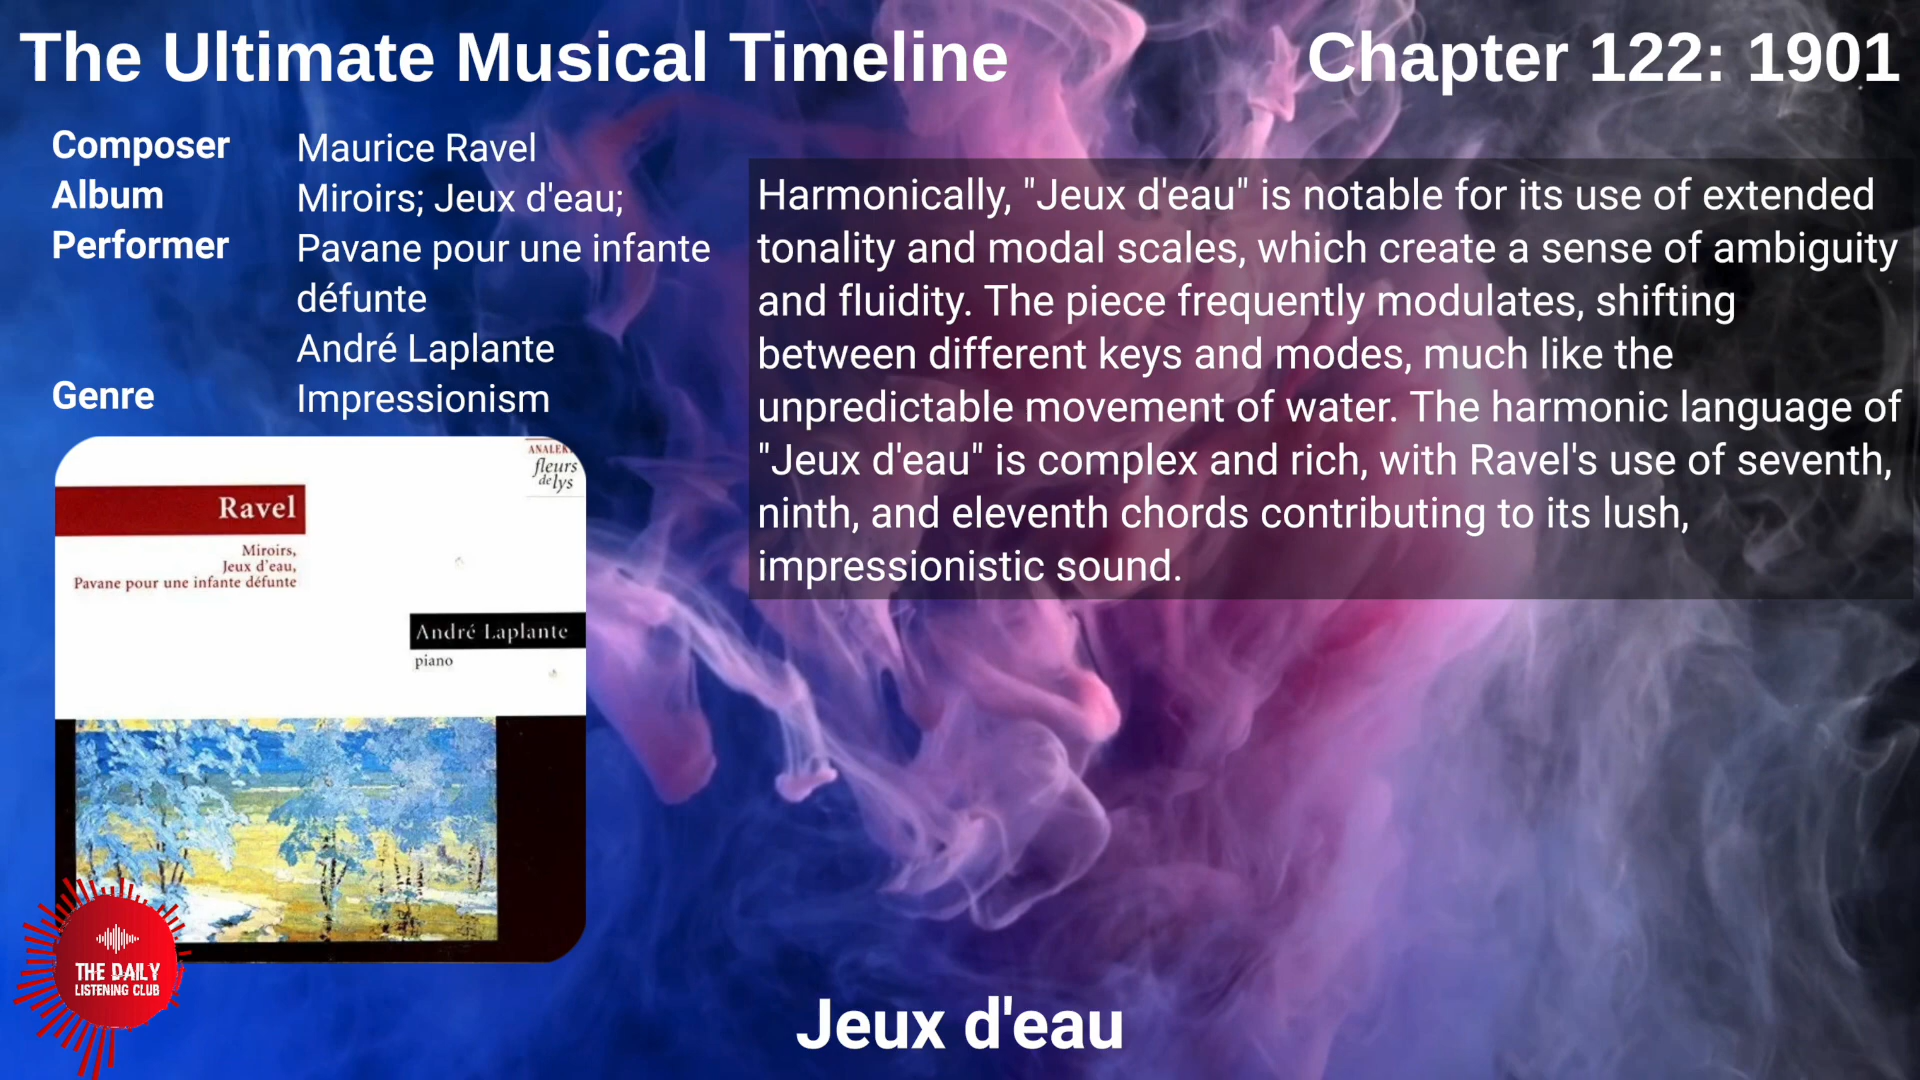 The Ultimate Musical Timeline
Chapter 122: 1901
Composer
Maurice Ravel
Album
Miroirs; Jeux d'eau;
Performer
Pavane pour une infante
défunte
André Laplante
Genre
Impressionism
Harmonically, "Jeux d'eau" is notable for its use of extended
tonality and modal scales, which create a sense of ambiguity
and fluidity. The piece frequently modulates, shifting
between different keys and modes, much like the
unpredictable movement of water. The harmonic language of
"Jeux d'eau" is complex and rich, with Ravel's use of seventh,
ninth, and eleventh chords contributing to its lush,
impressionistic sound.
fleurs
de lys
Ravel
Miroirs,
Jeux d'eau,
Pavane pour une infante défunte
André Laplante
piano
THE DAILY
LISTENING CLUB
Jeux d'eau